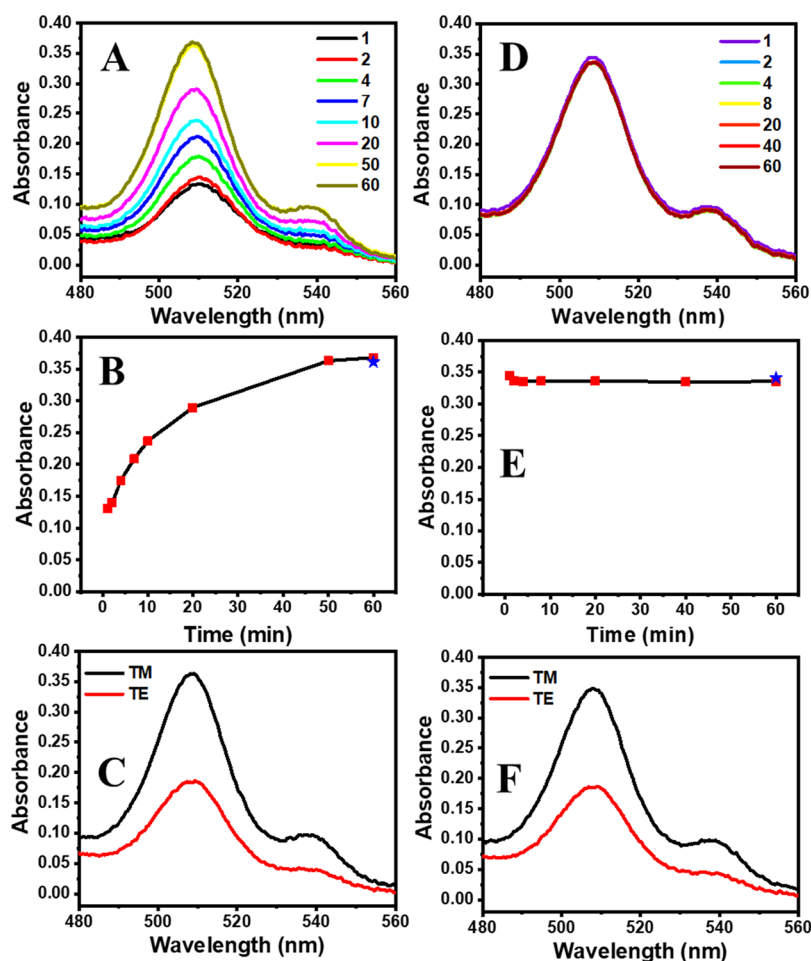 A
1
2
4
7
10
20
50
60
Absorbance
0.40
0.35
0.30
0.25
0.20
0.15
0.10
0.05
0.00
480 500 520 540 560
Wavelength (nm)
D
1
2
4
8
20
40
60
Absorbance
0.40
0.35
0.30
0.25
0.20
0.15
0.10
0.05
0.00
480 500 520 540 560
Wavelength (nm)
B
Absorbance
0.40
0.35
0.30
0.25
0.20
0.15
0.10
0.05
0.00
0 10 20 30 40 50 60
Time (min)
E
Absorbance
0.40
0.35
0.30
0.25
0.20
0.15
0.10
0.05
0.00
0 10 20 30 40 50 60
Time (min)
TM
TE
C
Absorbance
0.40
0.35
0.30
0.25
0.20
0.15
0.10
0.05
0.00
480 500 520 540 560
Wavelength (nm)
TM
TE
F
Absorbance
0.40
0.35
0.30
0.25
0.20
0.15
0.10
0.05
0.00
480 500 520 540 560
Wavelength (nm)